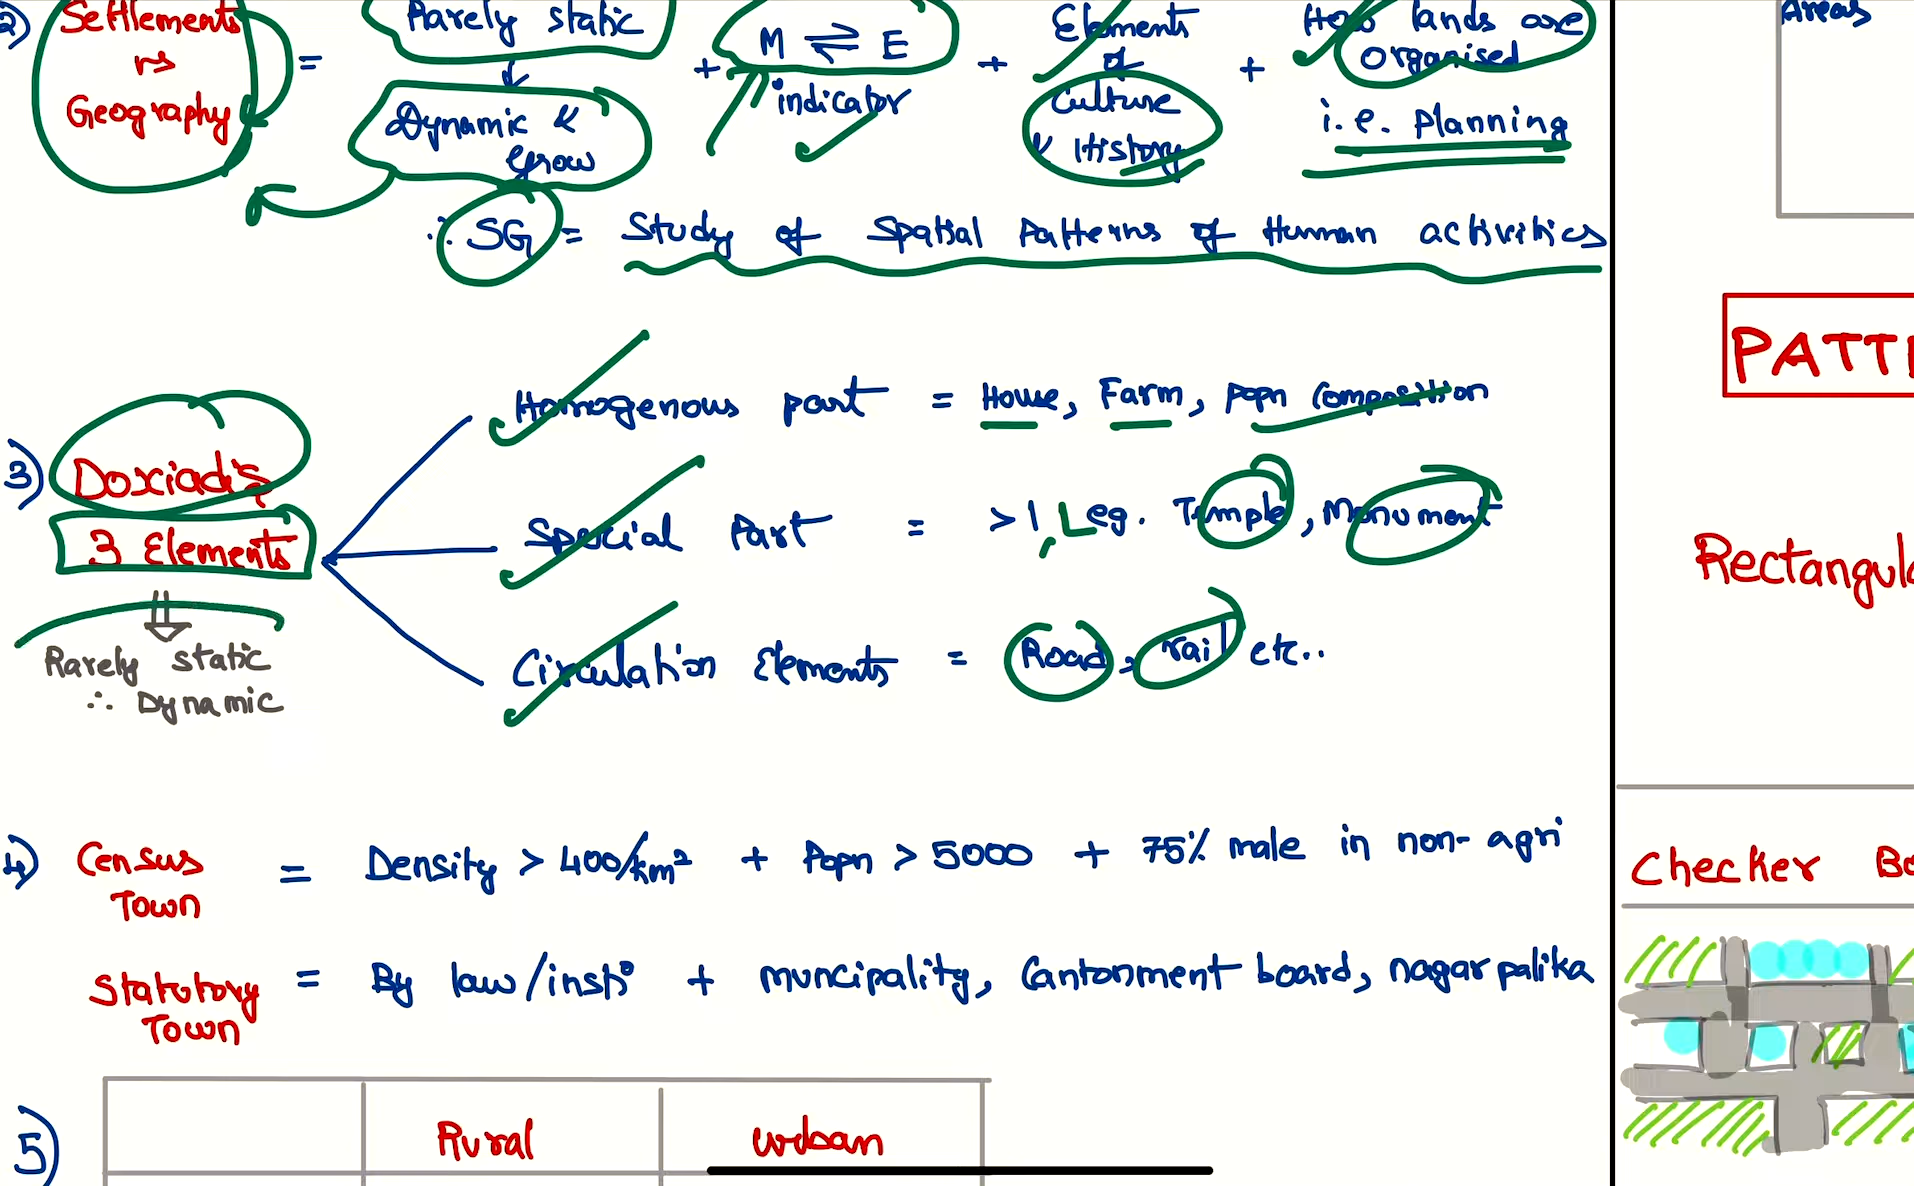 2) Settlements = Rarely static + M ⇌ E + Elements + How lands are
rs ↓ indicator of organised
Geography Dynamic & Culture i.e. Planning
Grow & History
∴ SG = Study of Spatial Patterns of Human activities
3) Doxiadis
3 Elements
Rarely static
∴ Dynamic
Homogenous part = House, Farm, popn composition
Special Part = >1, eg. Temple, Monument
Circulation Elements = Road, rail etc..
4) Census Town = Density > 400/km² + Popn > 5000 + 75% male in non-agri
Statutory Town = By law/instⁿ + muncipality, Cantonment board, nagar palika
5) Rural urban
Areas
PATT
Rectangula
Checker Bo